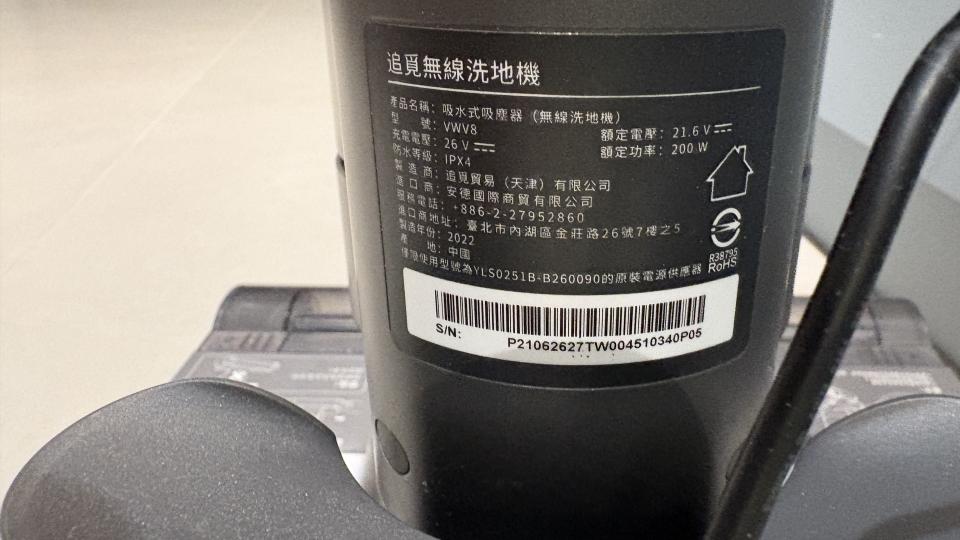 追覓無線洗地機
產品名稱：吸水式吸塵器（無線洗地機）
型 號：VWV8
額定電壓：21.6 V
充電電壓：26 V
額定功率：200 W
防水等級：IPX4
製造商：追覓貿易（天津）有限公司
進口商：安德國際商貿有限公司
服務電話：+886-2-27952860
進口商地址：臺北市內湖區金莊路26號7樓之5
製造年份：2022
產 地：中國
僅限使用型號為YLS0251B-B260090的原裝電源供應器
R38795
RoHS
S/N: P21062627TW004510340P05